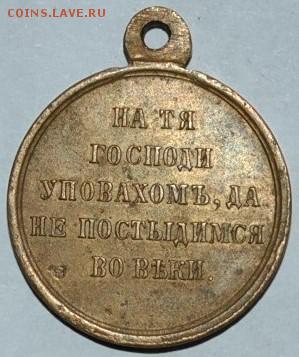 COINS.LAVE.RU
НА ТЯ
ГОСПОДИ
УПОВАХОМЪ, ДА
НЕ ПОСТЫДИМСЯ
ВО ВѢКИ.